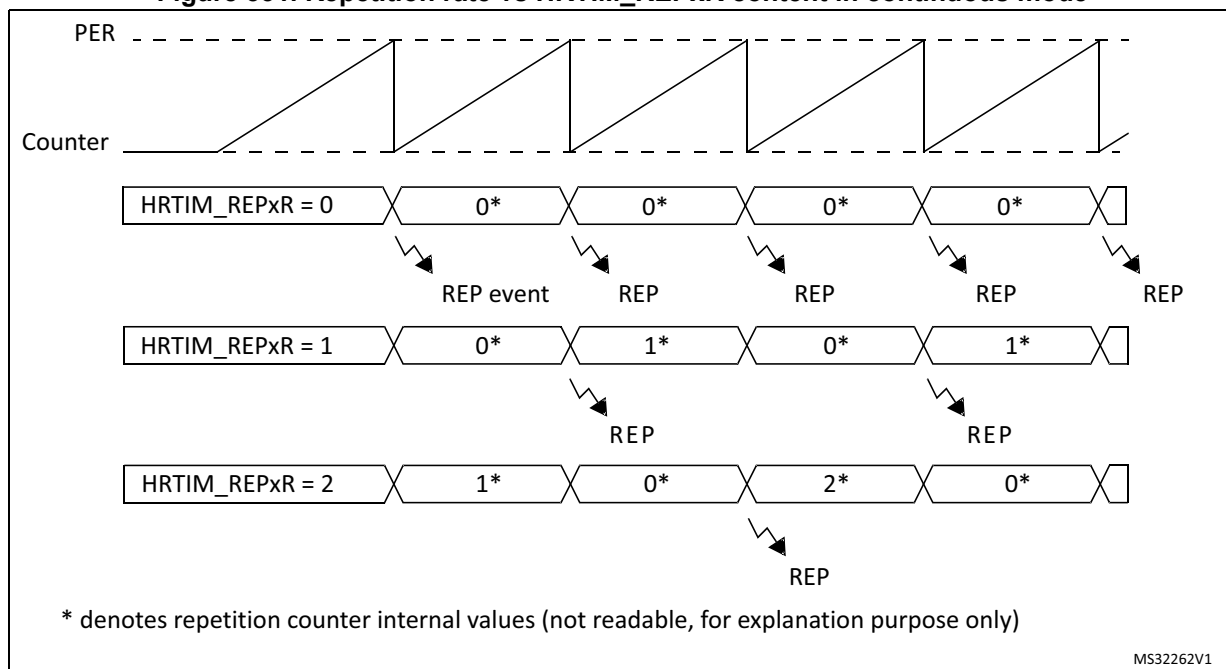 PER
Counter
HRTIM_REPxR = 0 0* 0* 0* 0*
REP event REP REP REP REP
HRTIM_REPxR = 1 0* 1* 0* 1*
REP REP
HRTIM_REPxR = 2 1* 0* 2* 0*
REP
* denotes repetition counter internal values (not readable, for explanation purpose only)
MS32262V1